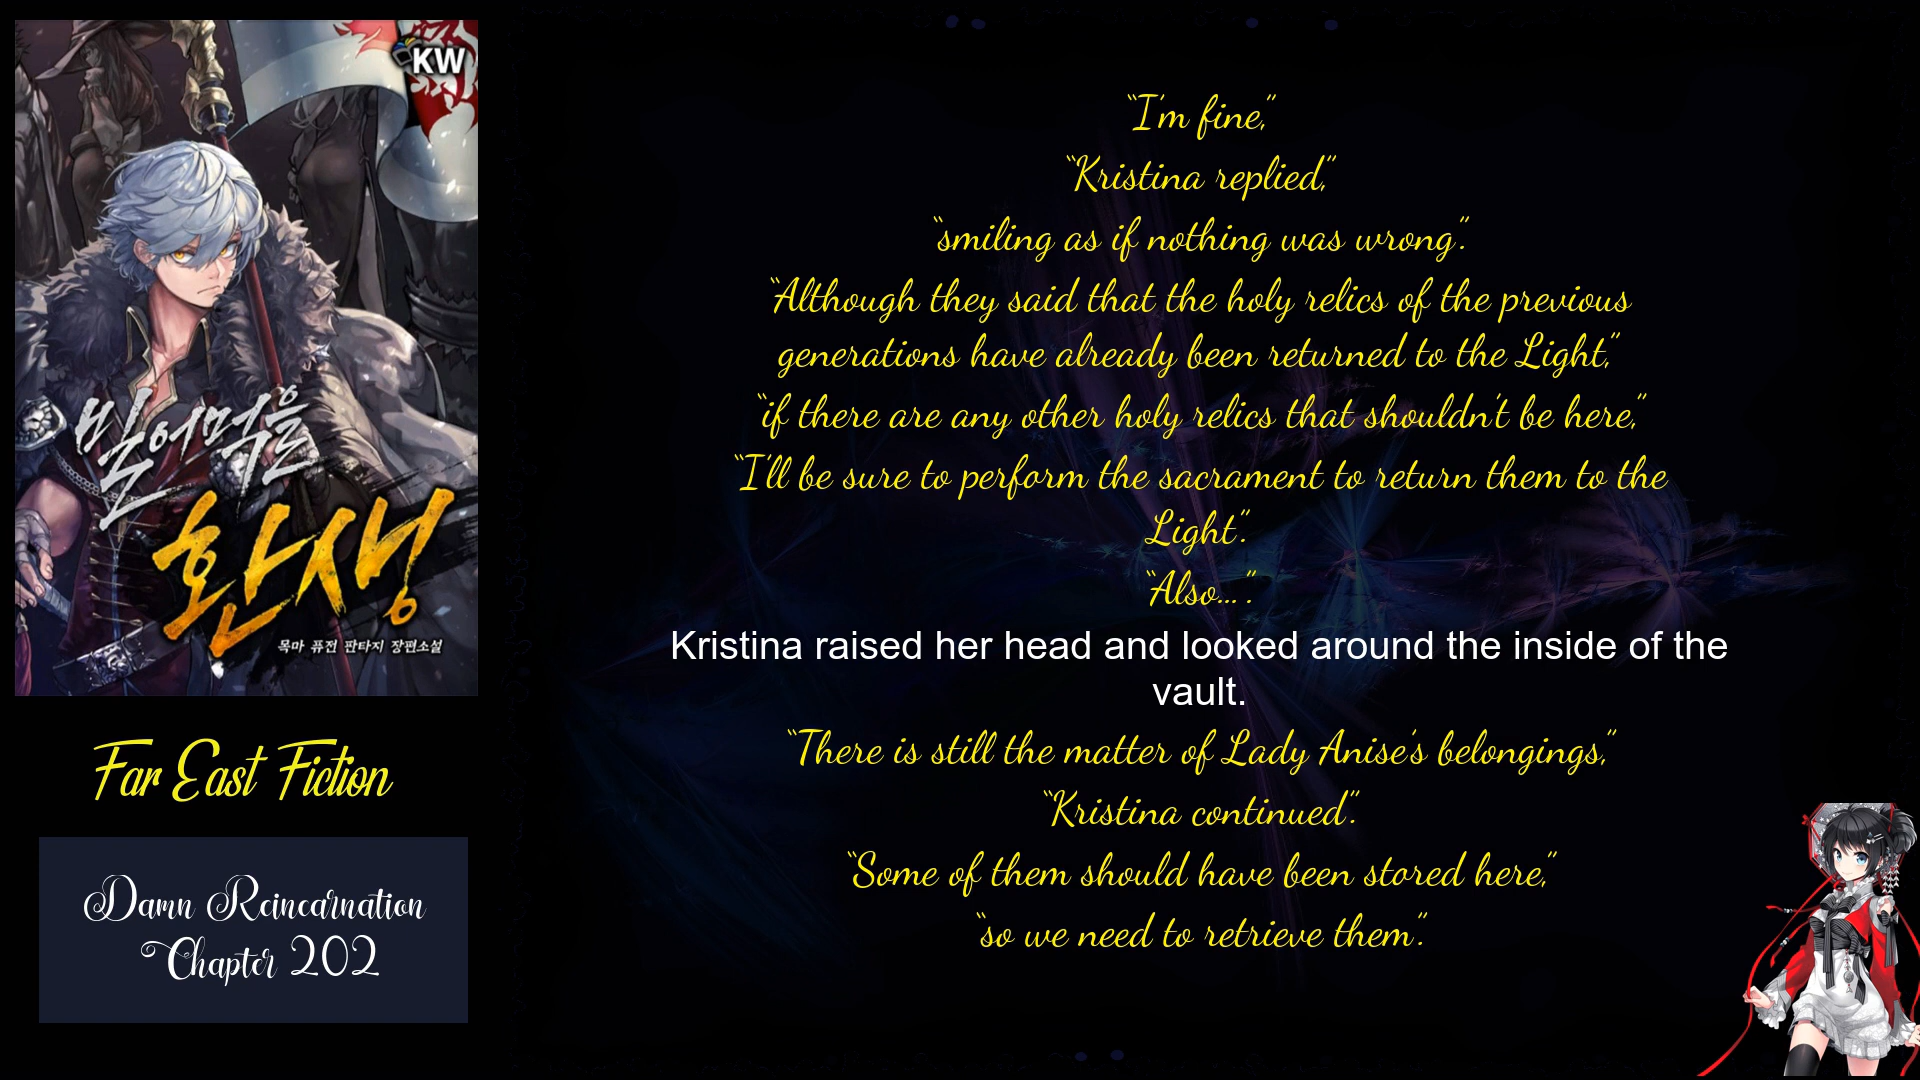 KW
빌어먹을
환생
목마 퓨전 판타지 장편소설
Far East Fiction
Damn Reincarnation
Chapter 202
“I’m fine,”
“Kristina replied,”
“smiling as if nothing was wrong”.
“Although they said that the holy relics of the previous
generations have already been returned to the Light,”
“if there are any other holy relics that shouldn’t be here,”
“I’ll be sure to perform the sacrament to return them to the
Light”.
“Also…”.
Kristina raised her head and looked around the inside of the
vault.
“There is still the matter of Lady Anise’s belongings,”
“Kristina continued”.
“Some of them should have been stored here,”
“so we need to retrieve them”.